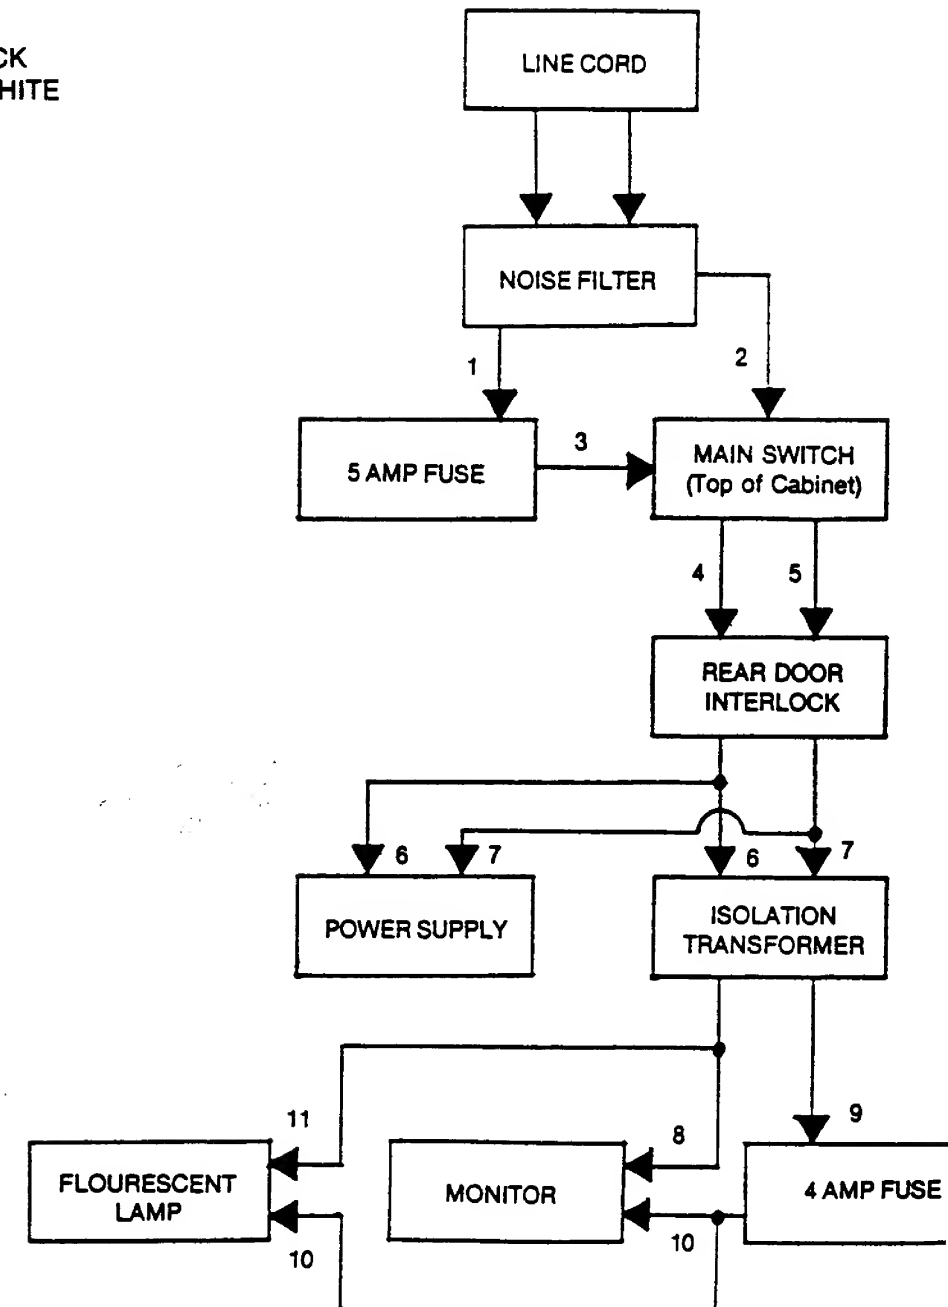 CK
HITE
LINE CORD
NOISE FILTER
1
2
5 AMP FUSE
3
MAIN SWITCH
(Top of Cabinet)
4
5
REAR DOOR
INTERLOCK
6
7
6
7
POWER SUPPLY
ISOLATION
TRANSFORMER
11
8
9
FLOURESCENT
LAMP
MONITOR
4 AMP FUSE
10
10